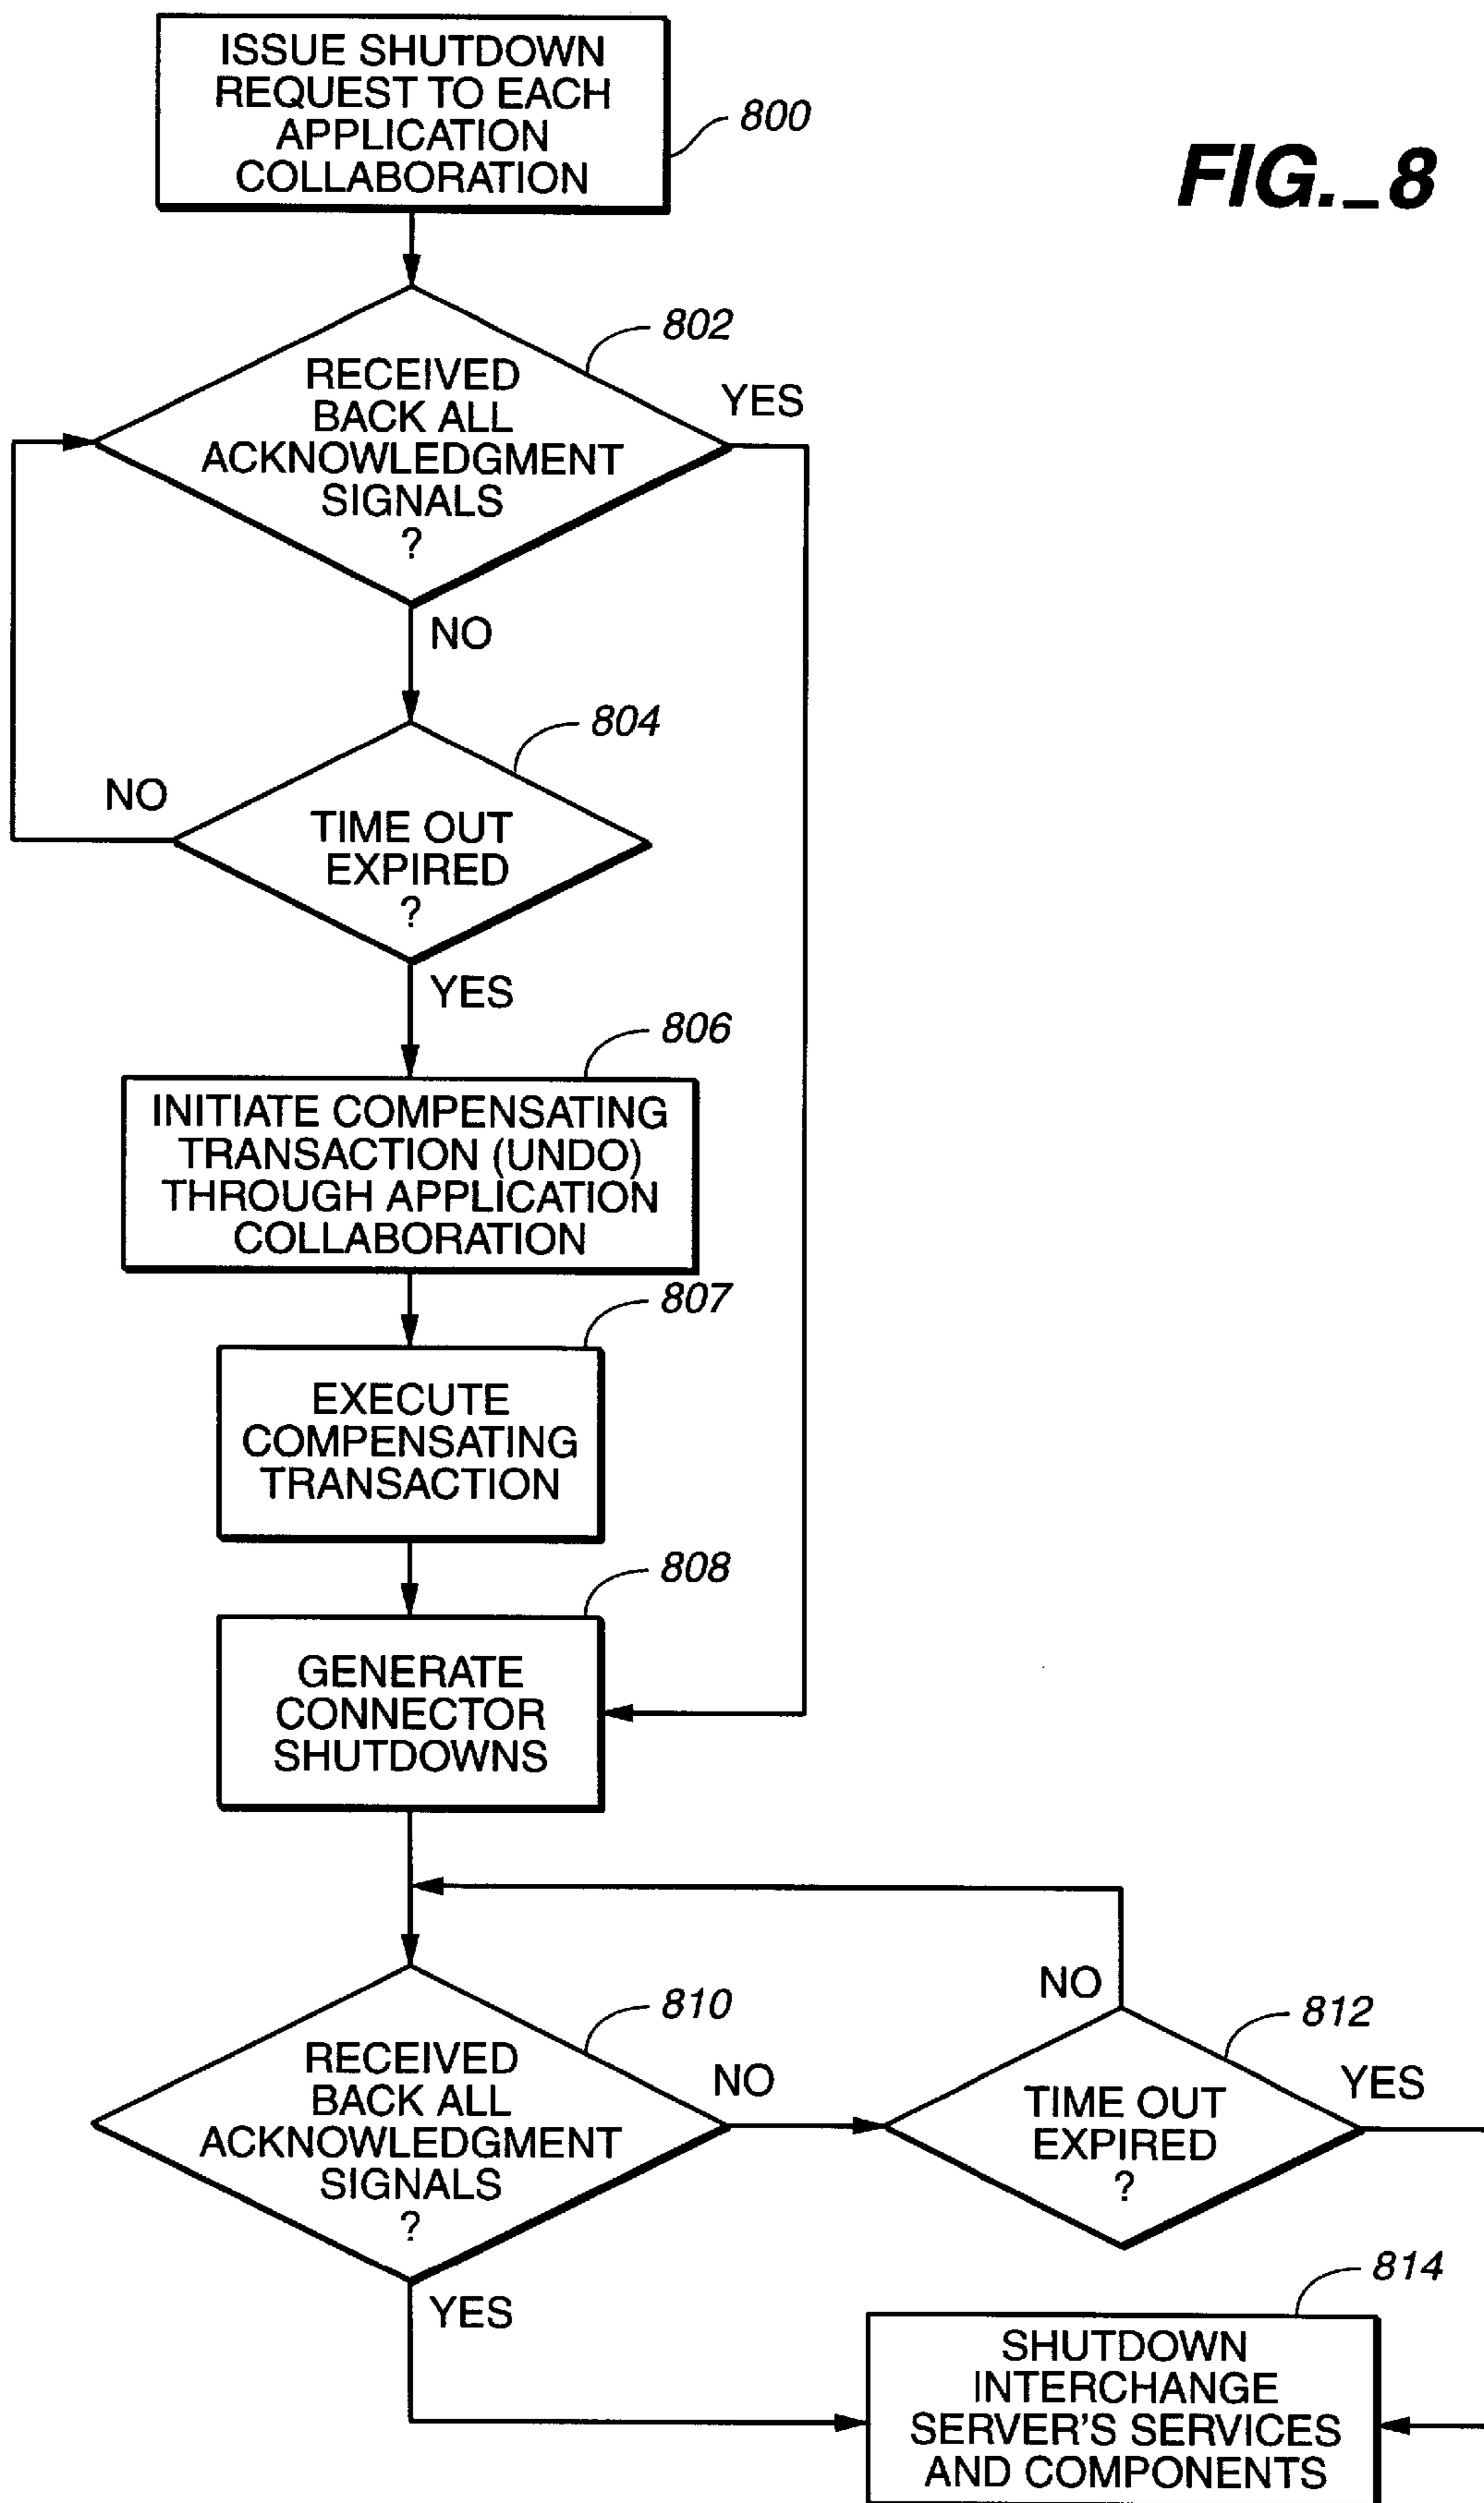 ISSUE SHUTDOWN
REQUEST TO EACH
APPLICATION
COLLABORATION
800
FIG._8
802
RECEIVED
BACK ALL
ACKNOWLEDGMENT
SIGNALS
?
YES
NO
804
NO
TIME OUT
EXPIRED
?
YES
806
INITIATE COMPENSATING
TRANSACTION (UNDO)
THROUGH APPLICATION
COLLABORATION
807
EXECUTE
COMPENSATING
TRANSACTION
808
GENERATE
CONNECTOR
SHUTDOWNS
810
RECEIVED
BACK ALL
ACKNOWLEDGMENT
SIGNALS
?
NO
YES
NO
812
TIME OUT
EXPIRED
?
YES
814
SHUTDOWN
INTERCHANGE
SERVER'S SERVICES
AND COMPONENTS